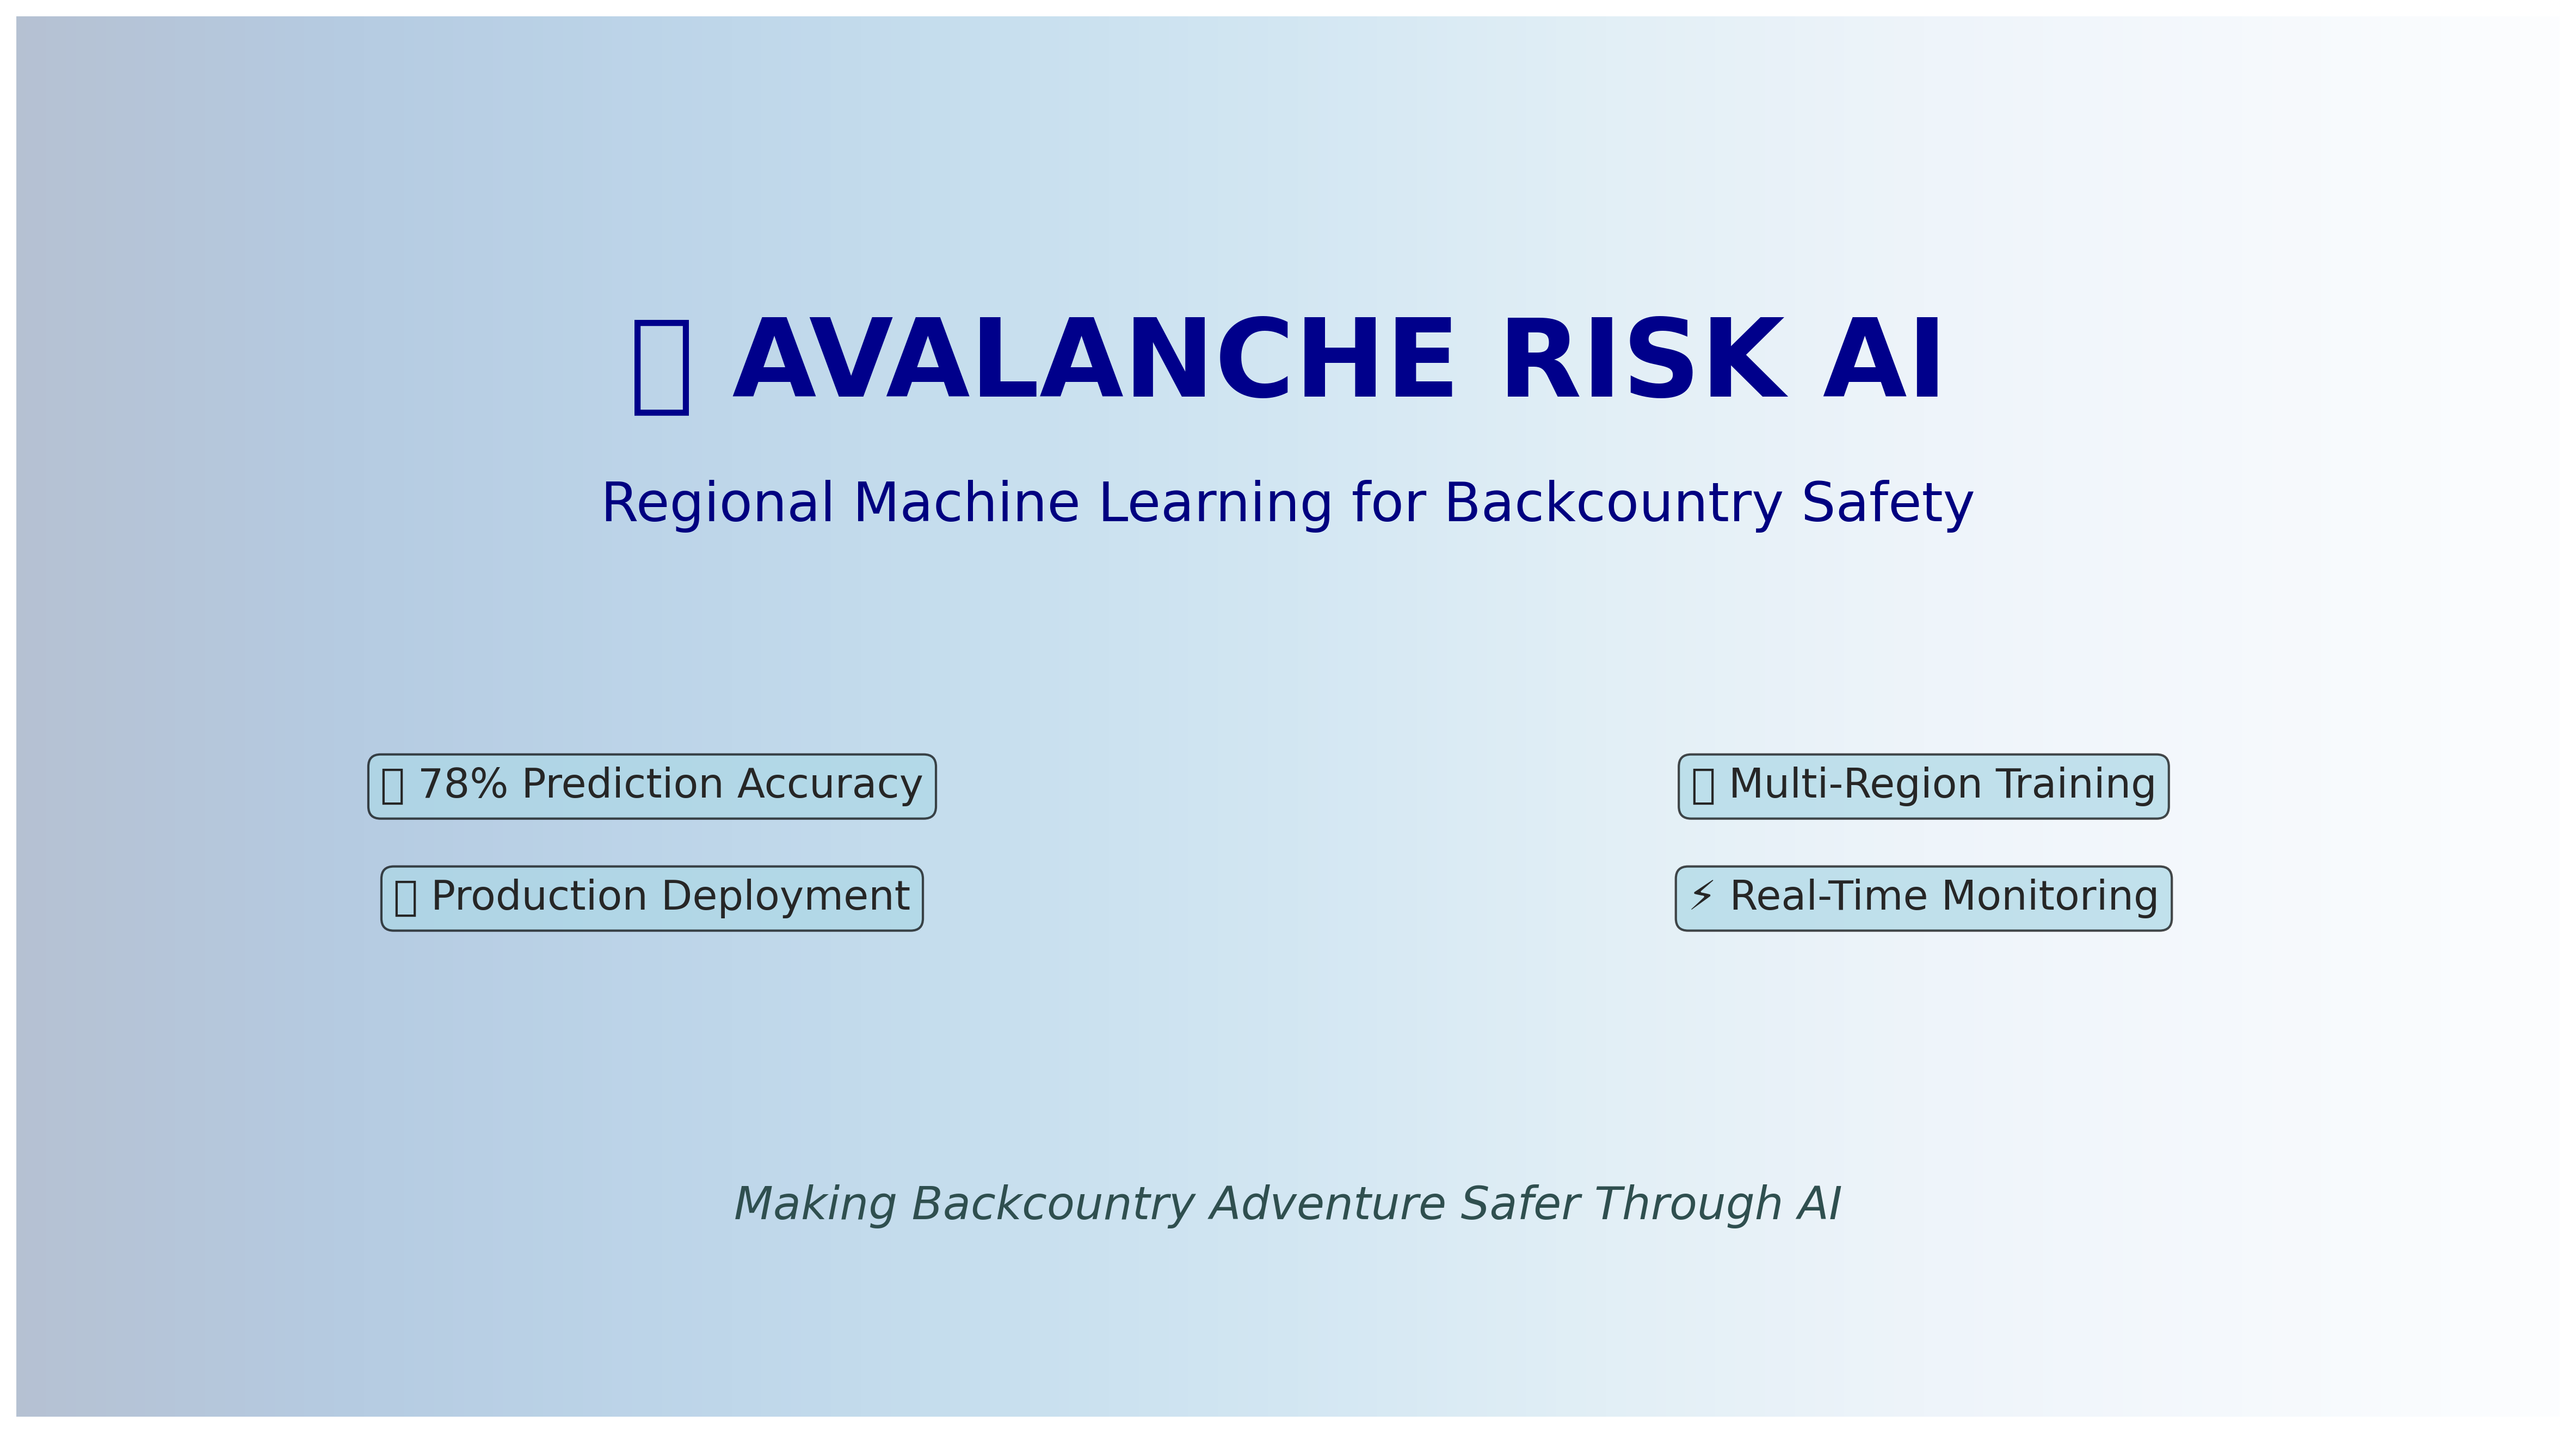 AVALANCHE RISK AI
Regional Machine Learning for Backcountry Safety
78% Prediction Accuracy
Multi-Region Training
Production Deployment
⚡ Real-Time Monitoring
Making Backcountry Adventure Safer Through AI